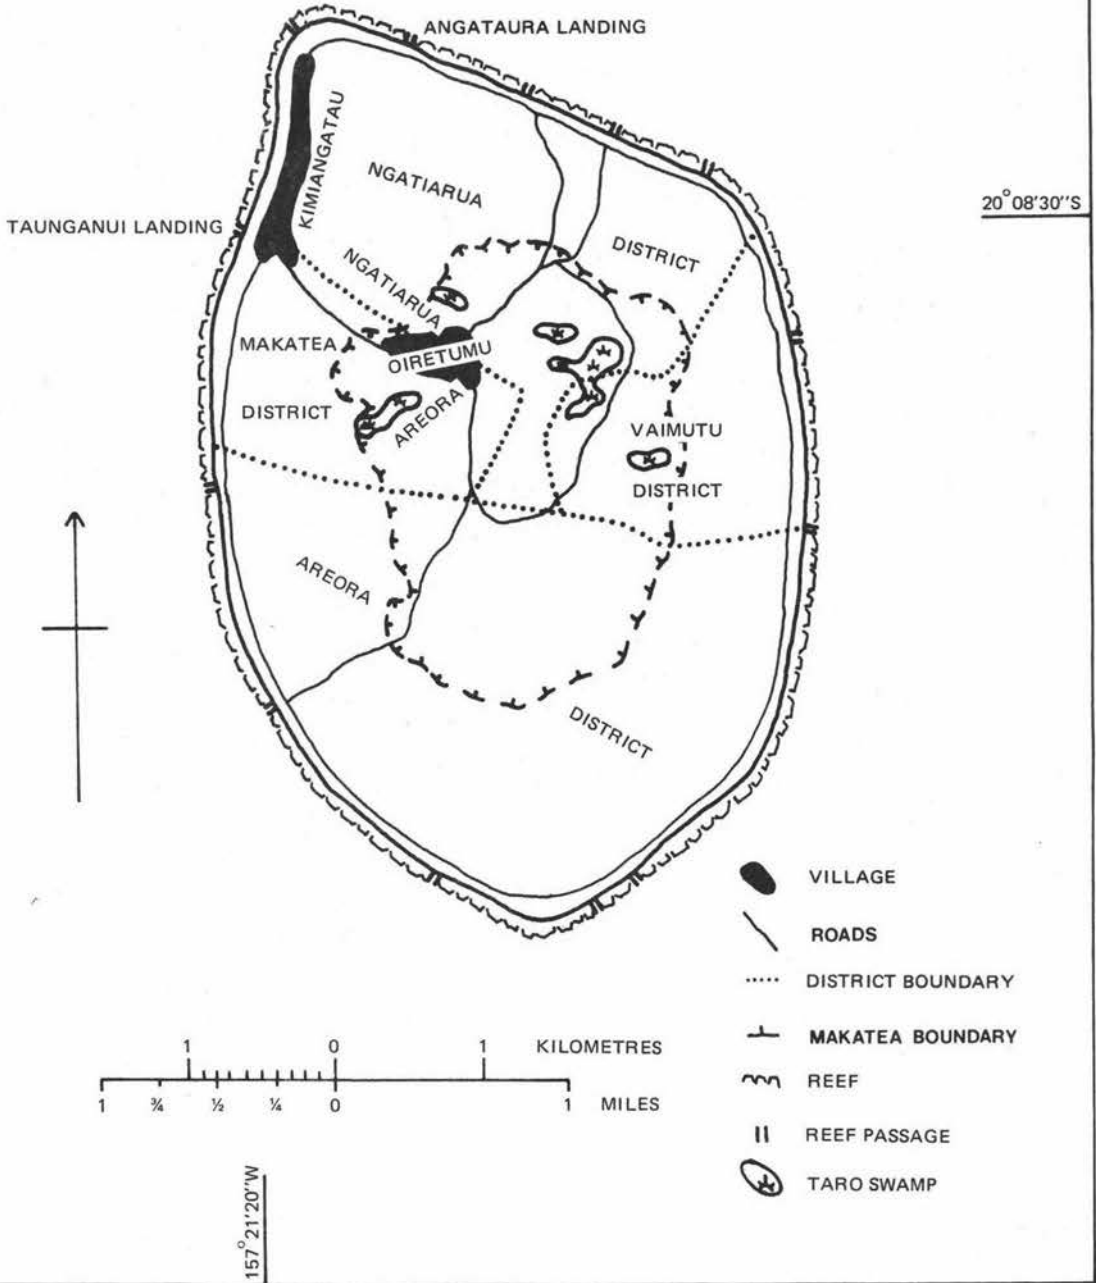 ANGATAURA LANDING
KIMIANGATAU
NGATIARUA
20°08'30"S
TAUNGANUI LANDING
DISTRICT
NGATIARUA
MAKATEA
OIRETUMU
DISTRICT
AREORA
VAIMUTU
DISTRICT
AREORA
DISTRICT
VILLAGE
ROADS
DISTRICT BOUNDARY
MAKATEA BOUNDARY
REEF
REEF PASSAGE
TARO SWAMP
1 0 1 KILOMETRES
1 ¾ ½ ¼ 0 1 MILES
157°21'20"W